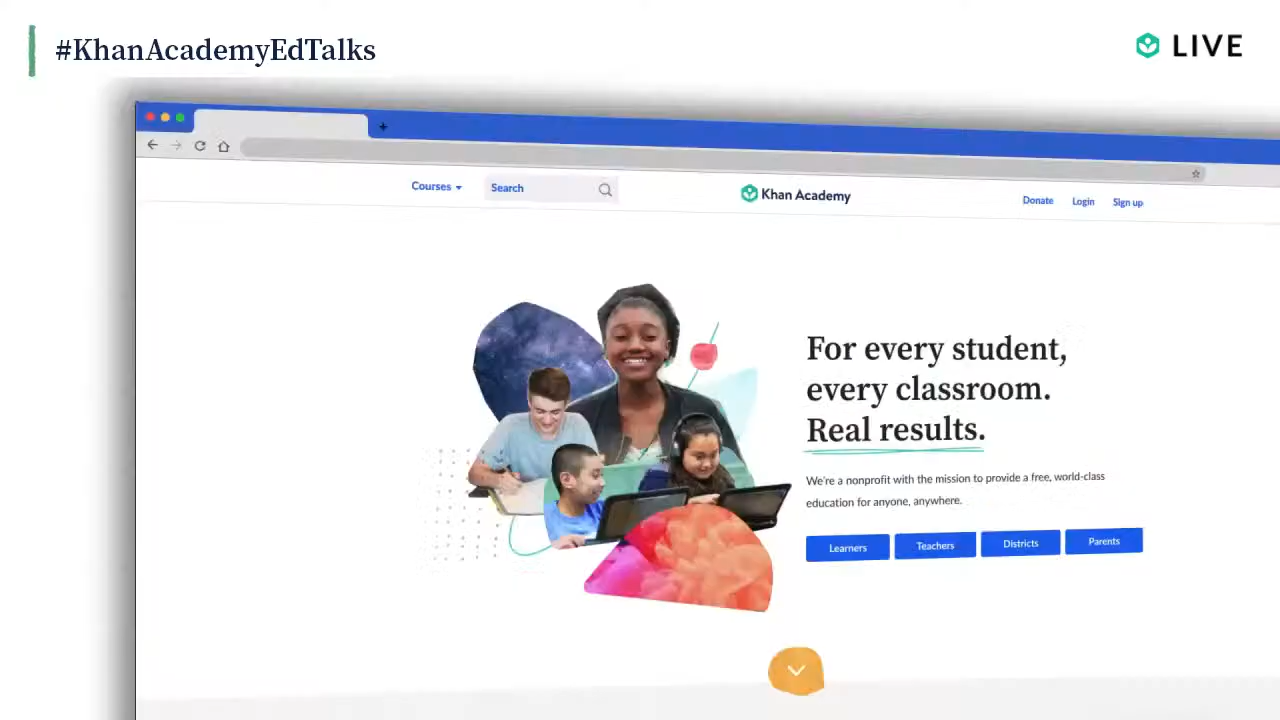 #KhanAcademyEdTalks
LIVE
Courses
Search
Khan Academy
Donate
Login
Sign up
For every student,
every classroom.
Real results.
We're a nonprofit with the mission to provide a free, world-class
education for anyone, anywhere.
Learners
Teachers
Districts
Parents